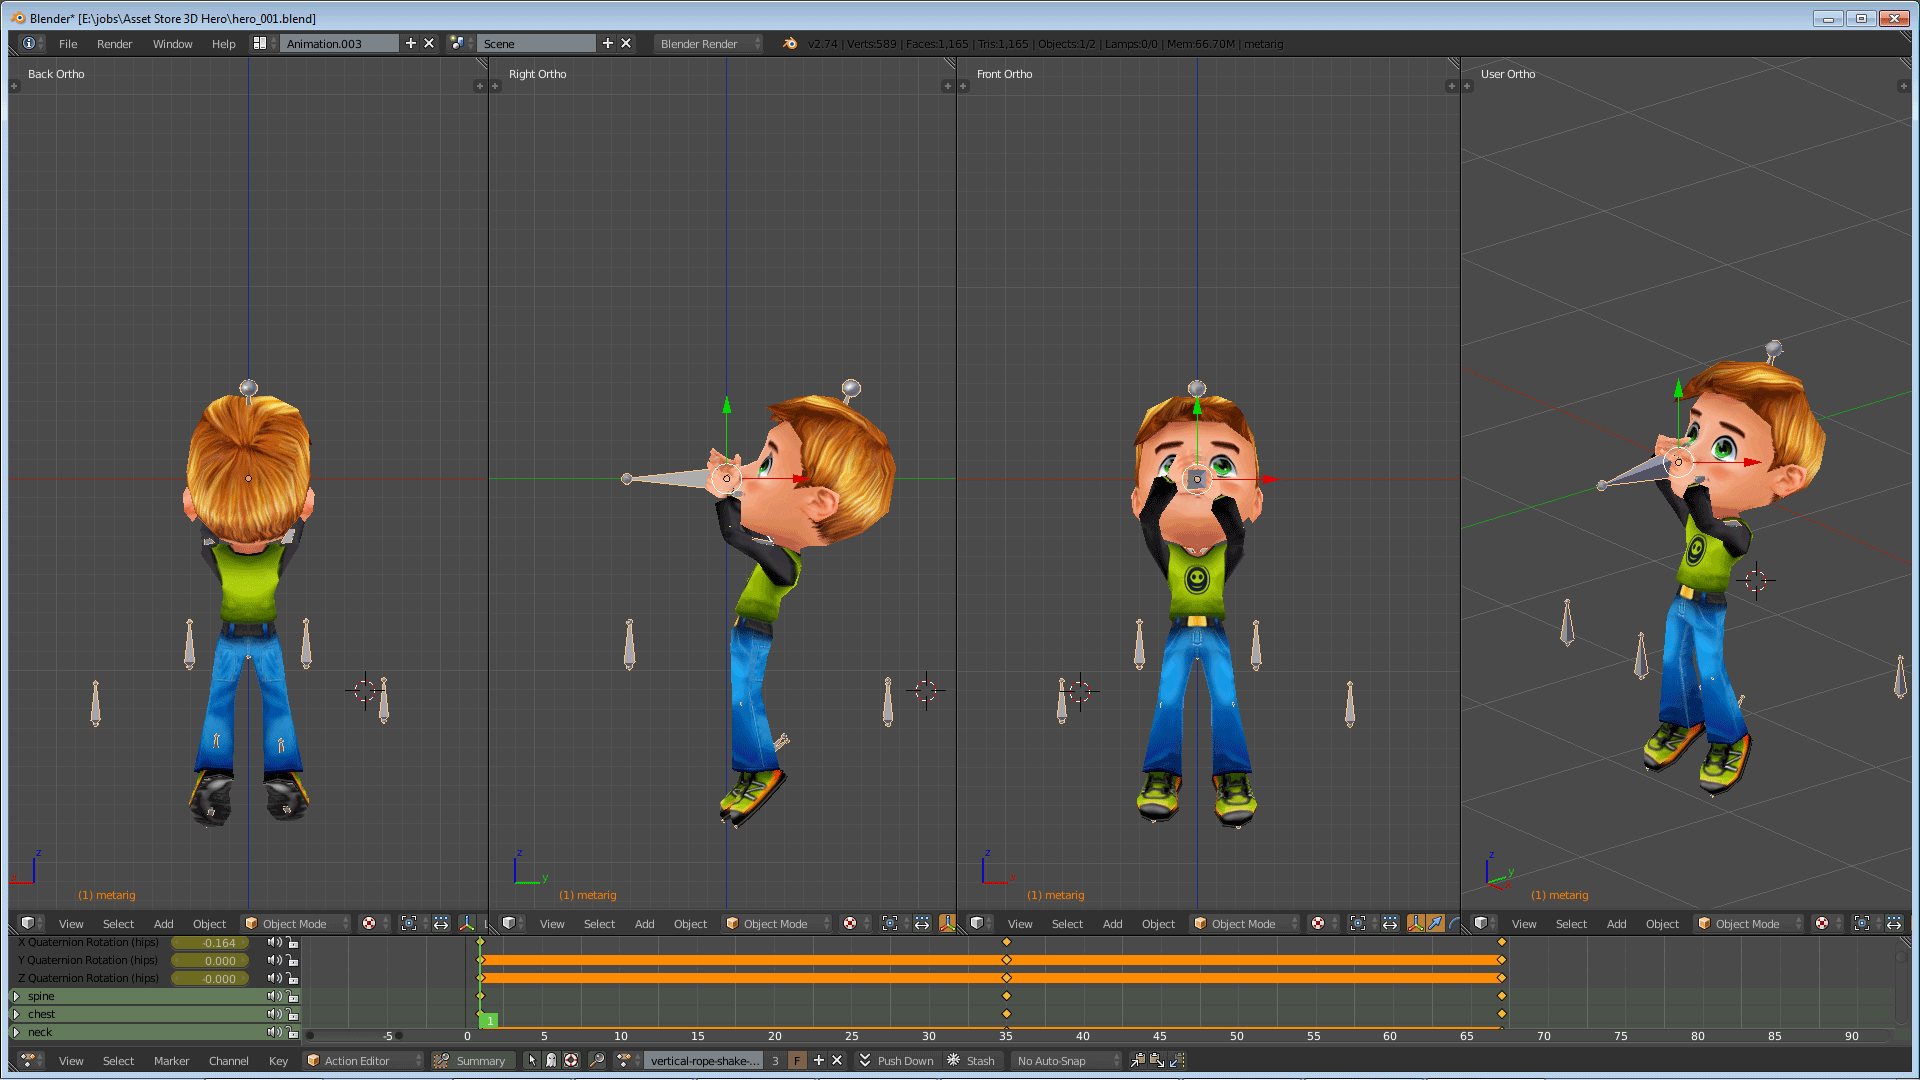 Blender* [E:\jobs\Asset Store 3D Hero\hero_001.blend]
File Render Window Help Animation.003 Scene Blender Render v2.74 | Verts:589 | Faces:1,165 | Tris:1,165 | Objects:1/2 | Lamps:0/0 | Mem:66.70M | metarig
Back Ortho Right Ortho Front Ortho User Ortho
z z y z z y
(1) metarig (1) metarig (1) metarig (1) metarig
View Select Add Object Object Mode View Select Add Object Object Mode View Select Add Object Object Mode View Select Add Object Object Mode
X Quaternion Rotation (hips) -0.164
Y Quaternion Rotation (hips) 0.000
Z Quaternion Rotation (hips) -0.000
spine
chest
1
neck
-5 0 5 10 15 20 25 30 35 40 45 50 55 60 65 70 75 80 85 90
View Select Marker Channel Key Action Editor Summary vertical-rope-shake-... 3 F Push Down Stash No Auto-Snap